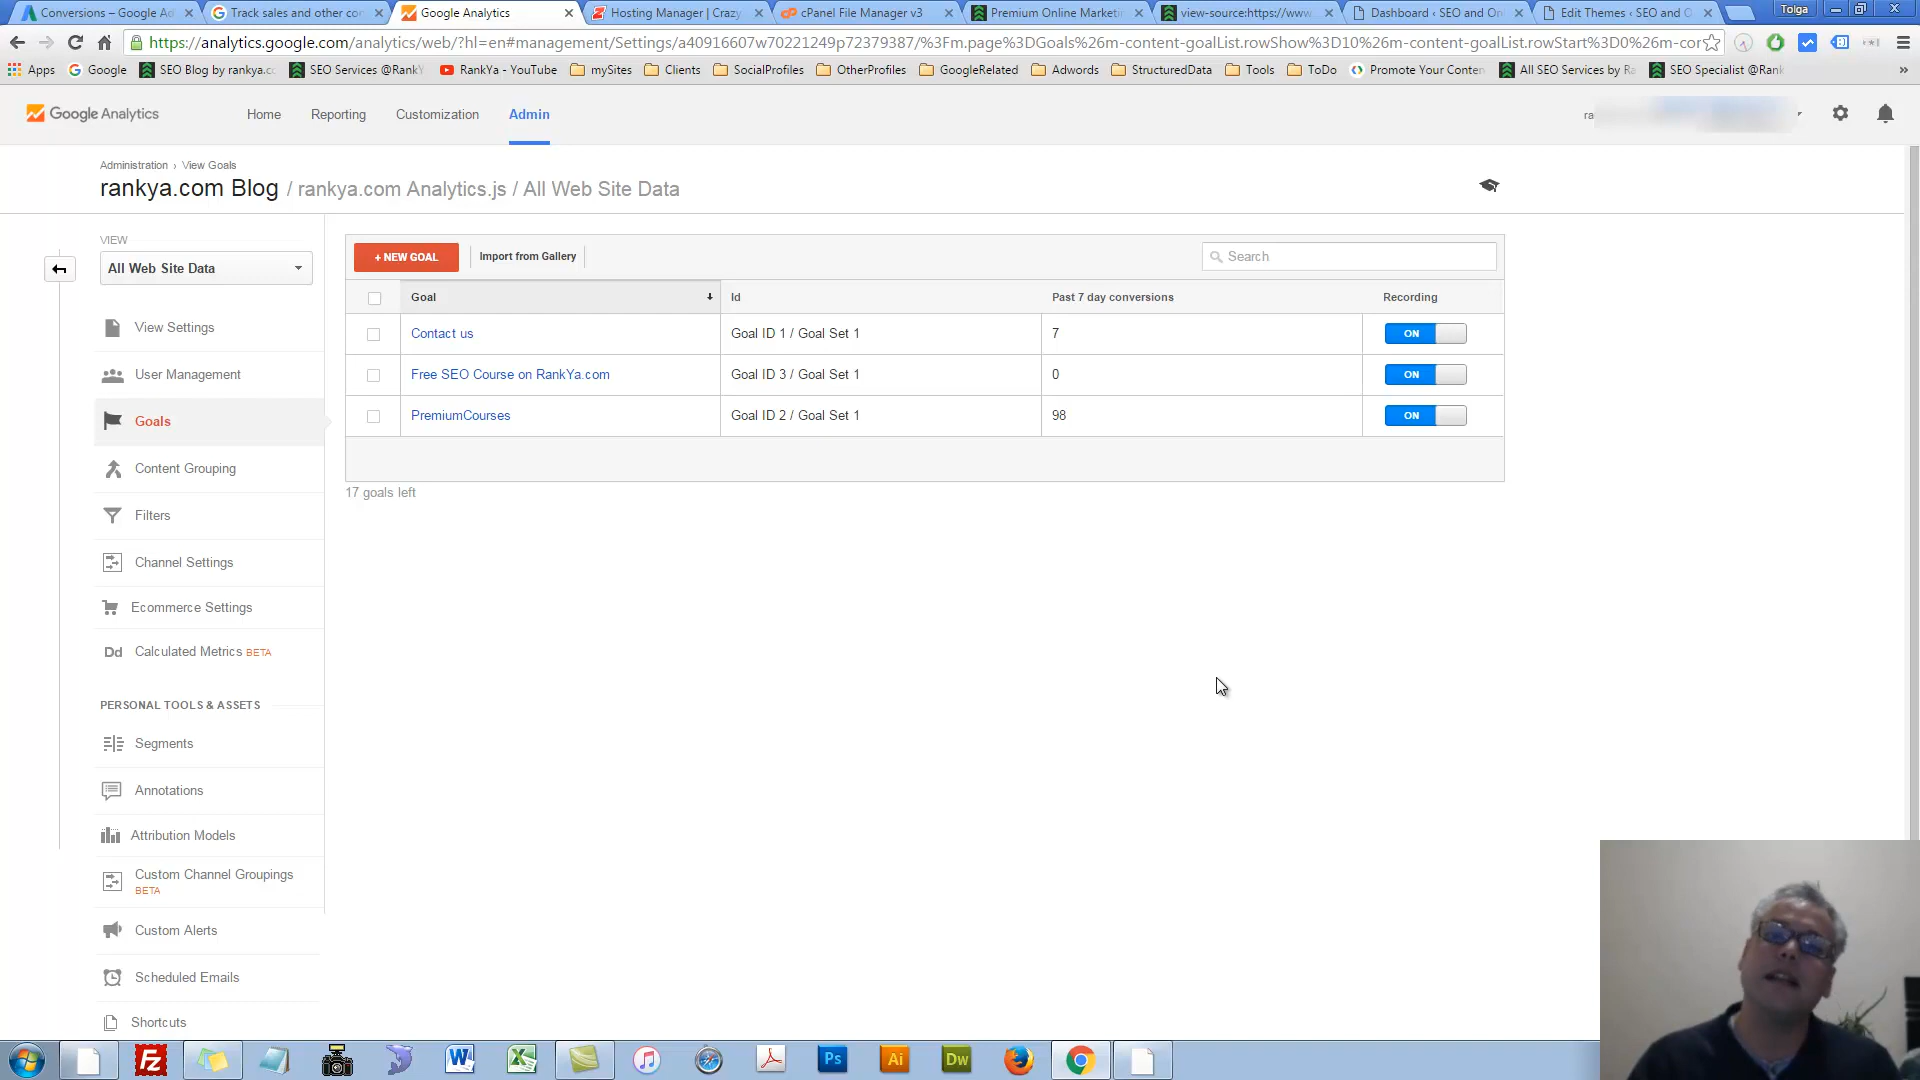 Conversions – Google Ad
Track sales and other con
Google Analytics
Hosting Manager | Crazy
cPanel File Manager v3
Premium Online Marketi
view-source:https://www.
Dashboard ‹ SEO and On
Edit Themes ‹ SEO and O
Tolga
https://analytics.google.com/analytics/web/?hl=en#management/Settings/a40916607w70221249p72379387/%3Fm.page%3DGoals%26m-content-goalList.rowShow%3D10%26m-content-goalList.rowStart%3D0%26m-cor
Apps
Google
SEO Blog by rankya.c
SEO Services @RankY
RankYa - YouTube
mySites
Clients
SocialProfiles
OtherProfiles
GoogleRelated
Adwords
StructuredData
Tools
ToDo
Promote Your Conten
All SEO Services by Ra
SEO Specialist @Rank
Google Analytics
Home
Reporting
Customization
Admin
ra
Administration › View Goals
rankya.com Blog / rankya.com Analytics.js / All Web Site Data
VIEW
All Web Site Data
View Settings
User Management
Goals
Content Grouping
Filters
Channel Settings
Ecommerce Settings
Dd Calculated Metrics BETA
PERSONAL TOOLS & ASSETS
Segments
Annotations
Attribution Models
Custom Channel Groupings
BETA
Custom Alerts
Scheduled Emails
Shortcuts
+ NEW GOAL
Import from Gallery
Search
Goal Id Past 7 day conversions Recording
Contact us Goal ID 1 / Goal Set 1 7 ON
Free SEO Course on RankYa.com Goal ID 3 / Goal Set 1 0 ON
PremiumCourses Goal ID 2 / Goal Set 1 98 ON
17 goals left
Fz
W
X
Ps
Ai
Dw